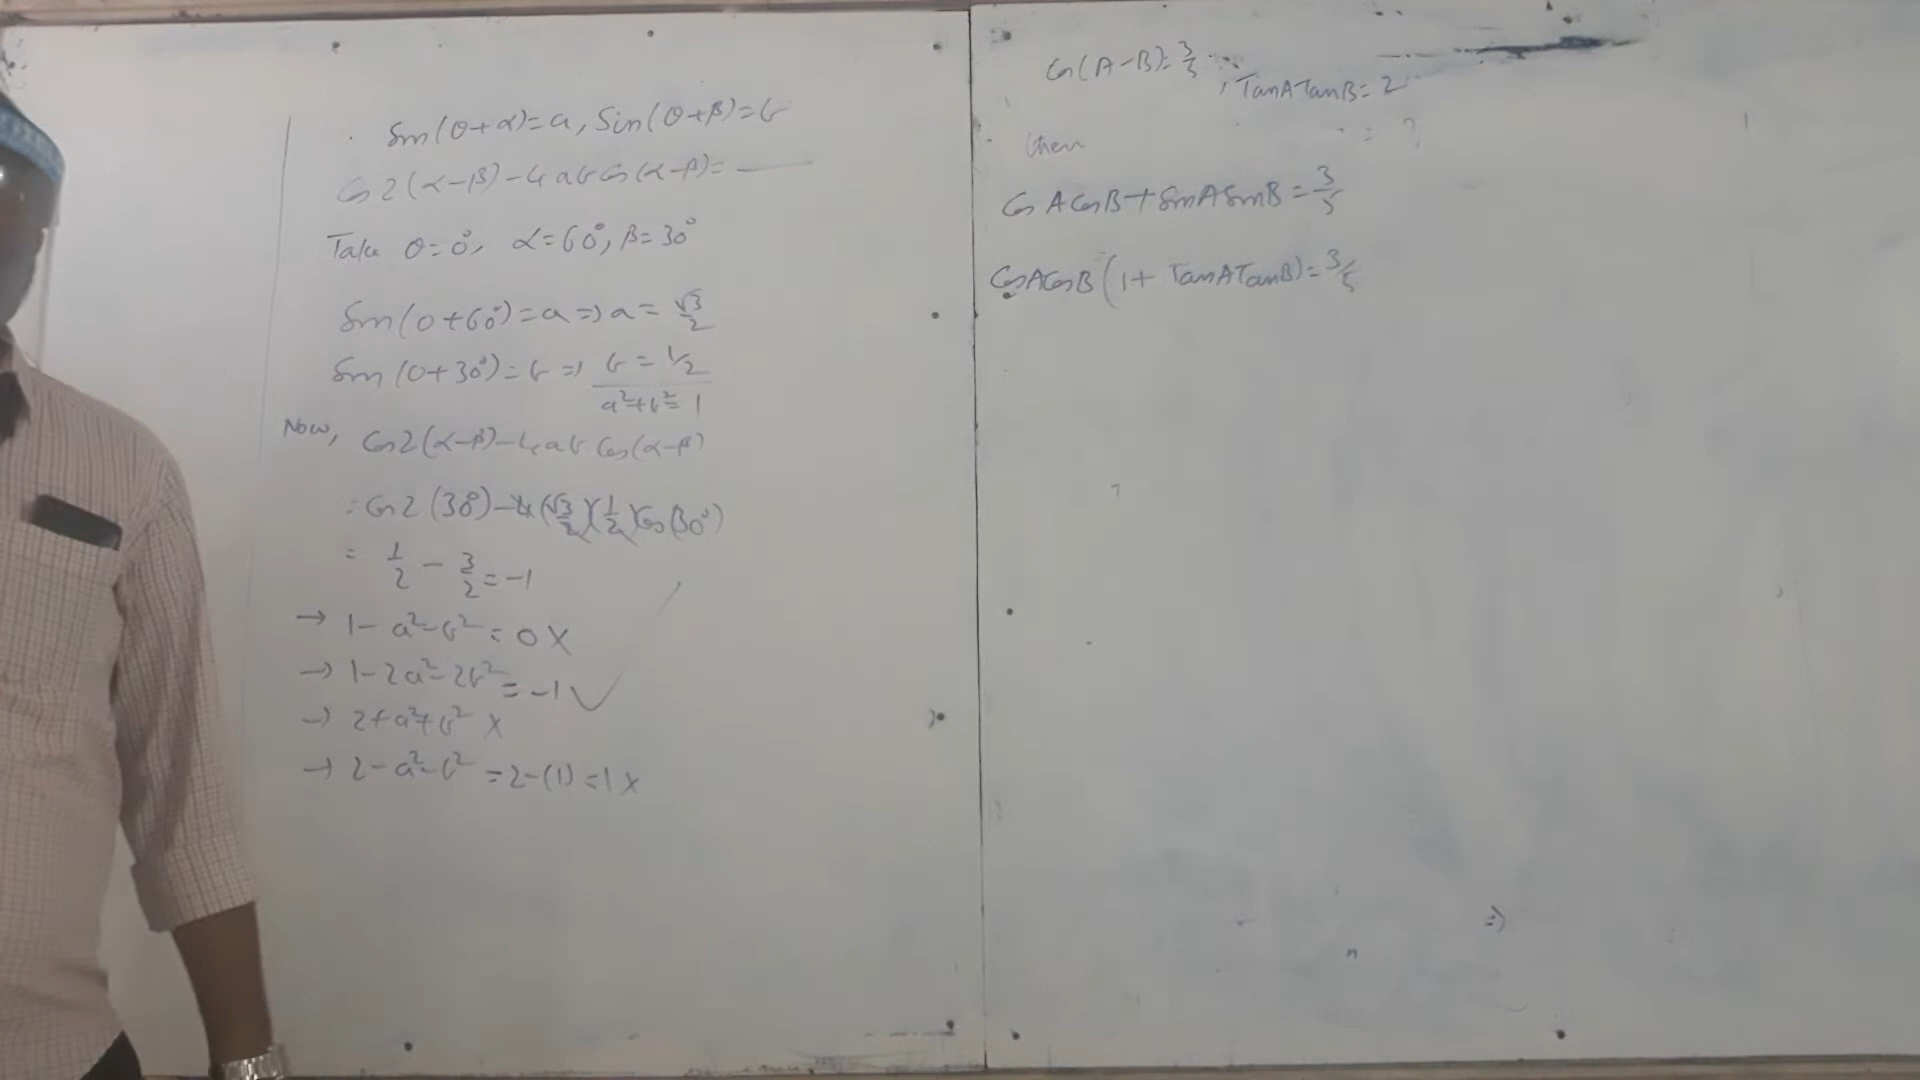 Sin(θ+α)=a, Sin(θ+β)=b
Cos2(α-β)-4abCos(α-β)=
Take θ=0°, α=60°, β=30°
Sin(0+60°)=a=>a=√3/2
Sin(0+30°)=b=> b=1/2
a²+b²=1
Now, Cos2(α-β)-4ab Cos(α-β)
=Cos2(30°)-4(√3/2)(1/2)Cos(30°)
= 1/2 - 3/2 = -1
→ 1-a²-b²=0 X
→ 1-2a²-2b²=-1 ✓
→ 2+a²+b² X
→ 2-a²-b²=2-(1)=1 X
Cos(A-B)=3/5, TanATanB=2
then = ?
CosACosB+SinASinB=3/5
CosACosB(1+TanATanB)=3/5
=>
n